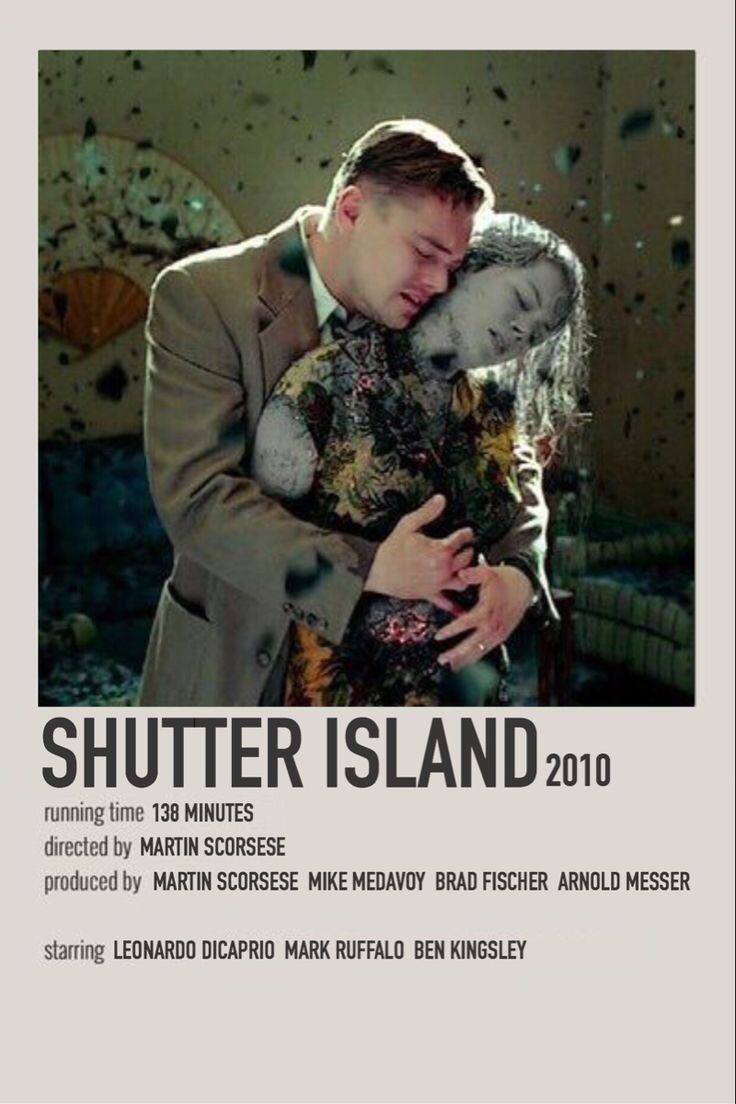 SHUTTER ISLAND 2010
running time 138 MINUTES
directed by MARTIN SCORSESE
produced by MARTIN SCORSESE MIKE MEDAVOY BRAD FISCHER ARNOLD MESSER
starring LEONARDO DICAPRIO MARK RUFFALO BEN KINGSLEY